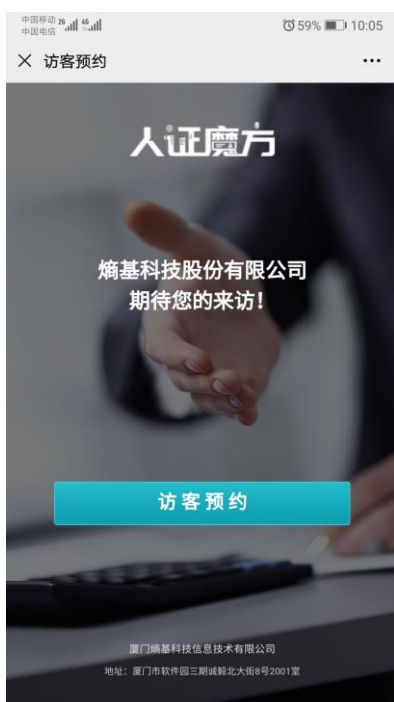 中国移动 2G 4G
中国电信
59% 10:05
访客预约
人证魔方
熵基科技股份有限公司
期待您的来访！
访客预约
厦门熵基科技信息技术有限公司
地址：厦门市软件园三期诚毅北大街8号2001室